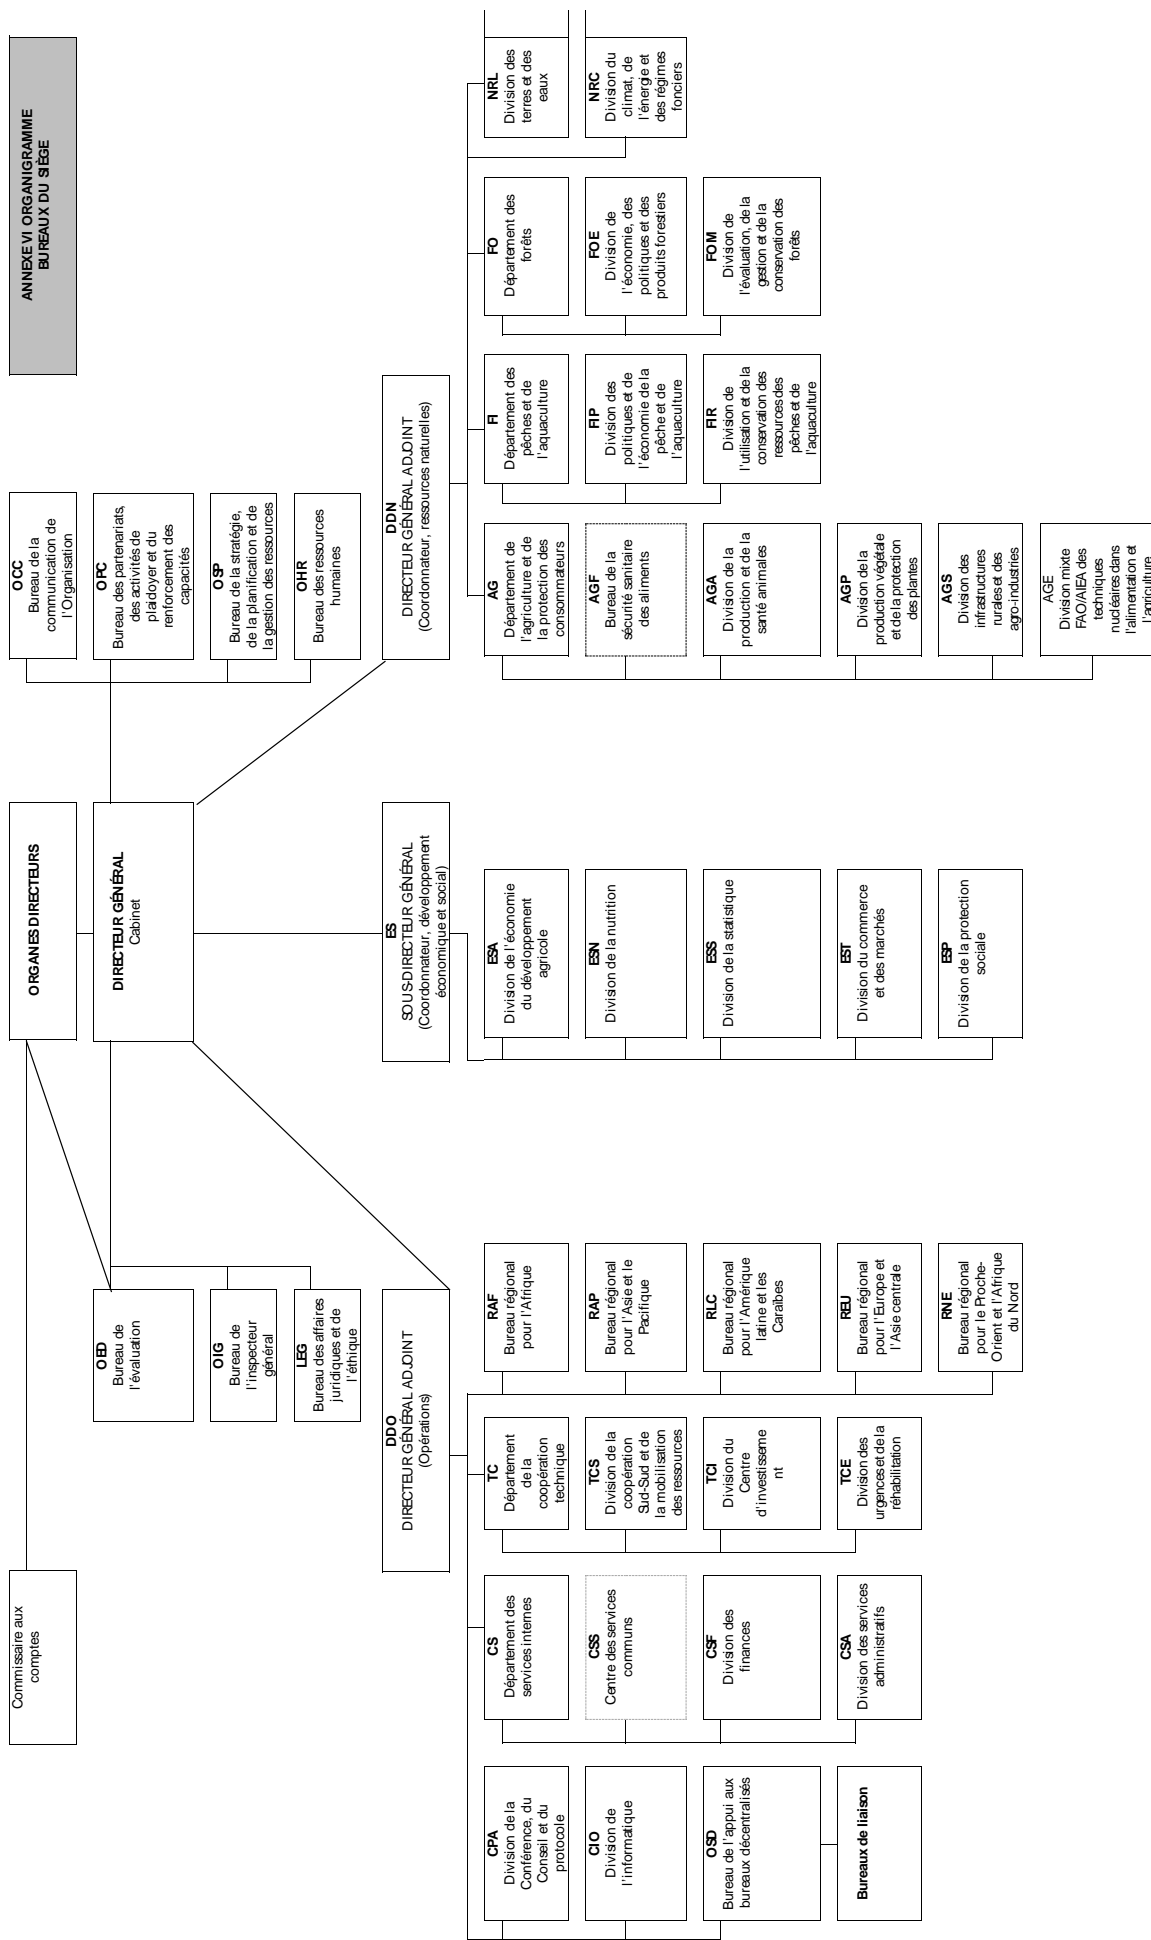 ANNEXE VI ORGANIGRAMME
BUREAUX DU SIÈGE
Commissaire aux
comptes
ORGANES DIRECTEURS
DIRECTEUR GÉNÉRAL
Cabinet
OED
Bureau de
l'évaluation
OIG
Bureau de
l'inspecteur
général
LEG
Bureau des affaires
juridiques et de
l'éthique
OCC
Bureau de la
communication de
l'Organisation
OPC
Bureau des partenariats,
des activités de
plaidoyer et du
renforcement des
capacités
OSP
Bureau de la stratégie,
de la planification et de
la gestion des ressources
OHR
Bureau des ressources
humaines
DDO
DIRECTEUR GÉNÉRAL ADJOINT
(Opérations)
ES
SOUS-DIRECTEUR GÉNÉRAL
(Coordonnateur, développement
économique et social)
DDN
DIRECTEUR GÉNÉRAL ADJOINT
(Coordonnateur, ressources naturelles)
CPA
Division de la
Conférence, du
Conseil et du
protocole
CIO
Division de
l'informatique
OSD
Bureau de l'appui aux
bureaux décentralisés
Bureaux de liaison
CS
Département des
services internes
CSS
Centre des services
communs
CSF
Division des
finances
CSA
Division des services
administratifs
TC
Département
de la
coopération
technique
TCS
Division de la
coopération
Sud-Sud et de
la mobilisation
des ressources
TCI
Division du
Centre
d'investisseme
nt
TCE
Division des
urgences et de la
réhabilitation
RAF
Bureau régional
pour l'Afrique
RAP
Bureau régional
pour l'Asie et le
Pacifique
RLC
Bureau régional
pour l'Amérique
latine et les
Caraïbes
REU
Bureau régional
pour l'Europe et
l'Asie centrale
RNE
Bureau régional
pour le Proche-
Orient et l'Afrique
du Nord
ESA
Division de l'économie
du développement
agricole
ESN
Division de la nutrition
ESS
Division de la statistique
EST
Division du commerce
et des marchés
ESP
Division de la protection
sociale
AG
Département de
l'agriculture et de
la protection des
consommateurs
AGF
Bureau de la
sécurité sanitaire
des aliments
AGA
Division de la
production et de la
santé animales
AGP
Division de la
production végétale
et de la protection
des plantes
AGS
Division des
infrastructures
rurales et des
agro-industries
AGE
Division mixte
FAO/AIEA des
techniques
nucléaires dans
l'alimentation et
l'agriculture
FI
Département des
pêches et de
l'aquaculture
FIP
Division des
politiques et de
l'économie de la
pêche et de
l'aquaculture
FIR
Division de
l'utilisation et de la
conservation des
ressources des
pêches et de
l'aquaculture
FO
Département des
forêts
FOE
Division de
l'économie, des
politiques et des
produits forestiers
FOM
Division de
l'évaluation, de la
gestion et de la
conservation des
forêts
NRL
Division des
terres et des
eaux
NRC
Division du
climat, de
l'énergie et
des régimes
fonciers